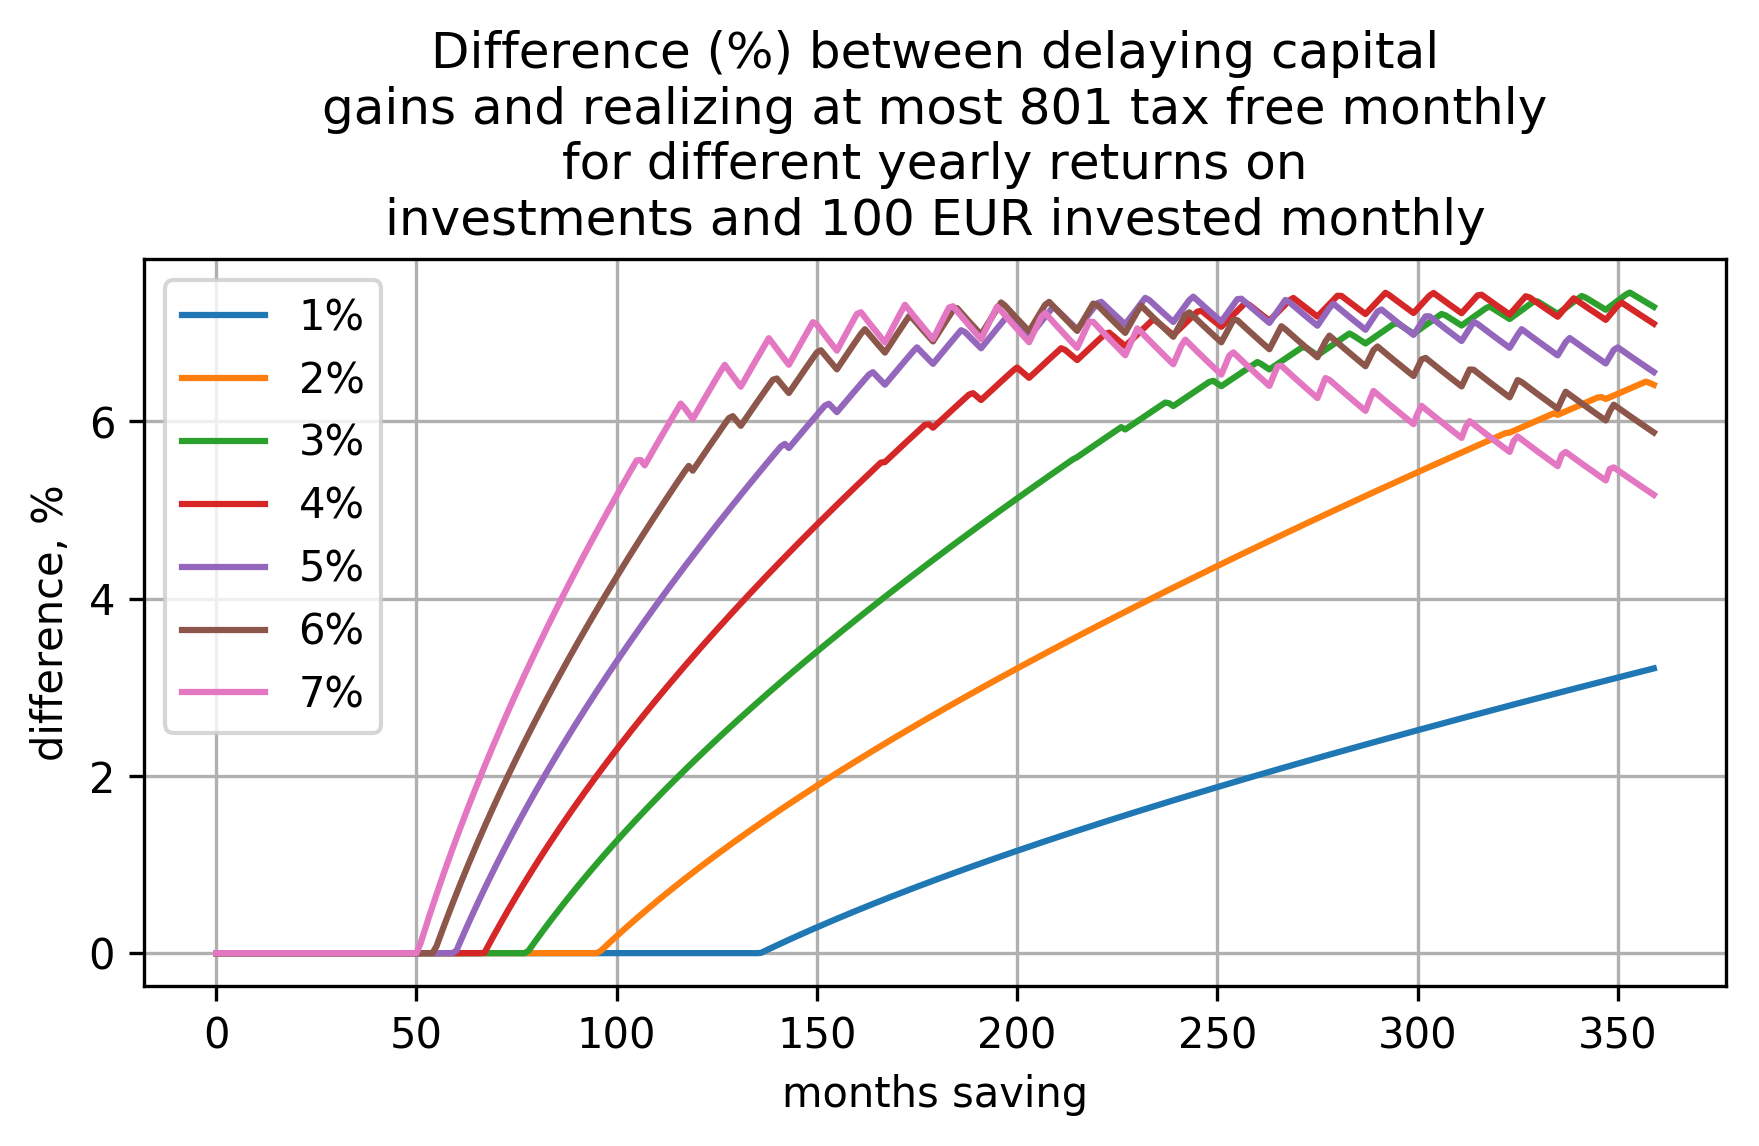 Difference (%) between delaying capital
gains and realizing at most 801 tax free monthly
for different yearly returns on
investments and 100 EUR invested monthly
1%
2%
3%
4%
5%
6%
7%
difference, %
6
4
2
0
0 50 100 150 200 250 300 350
months saving